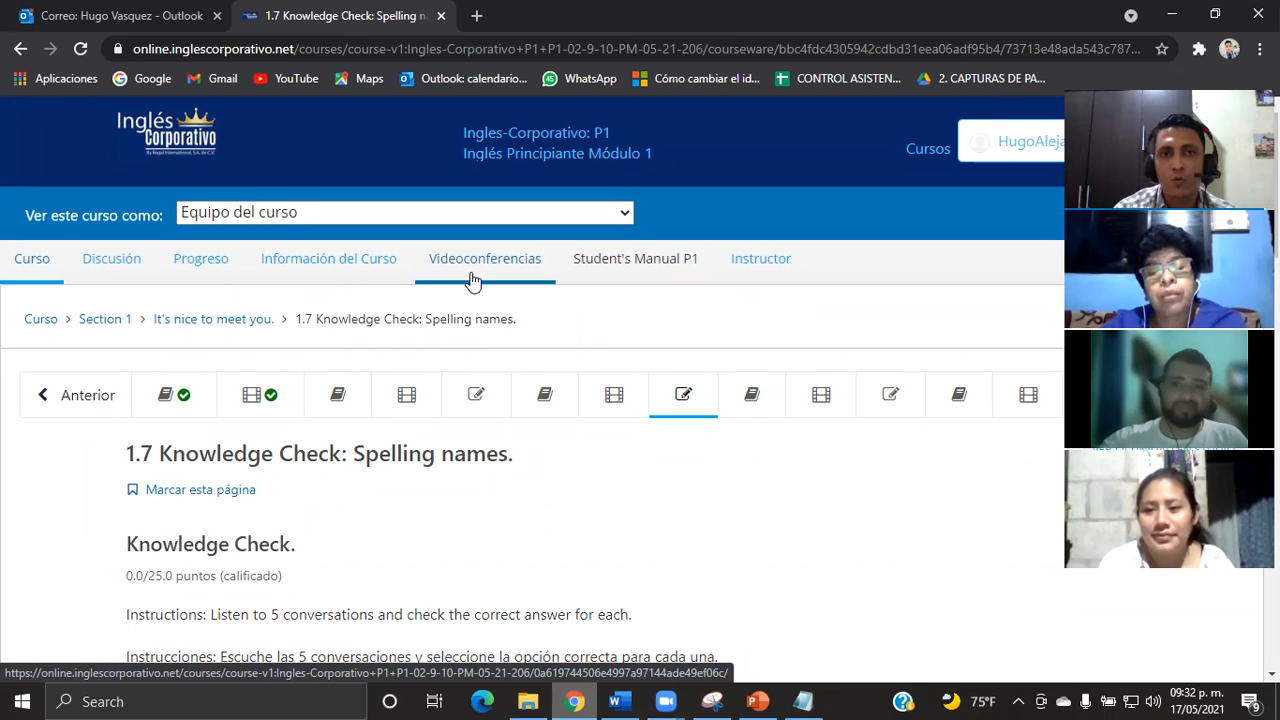 Correo: Hugo Vasquez - Outlook
1.7 Knowledge Check: Spelling n
online.inglescorporativo.net/courses/course-v1:Ingles-Corporativo+P1+P1-02-9-10-PM-05-21-206/courseware/bbc4fdc4305942cdbd31eea06adf95b4/73713e48ada543c787...
Aplicaciones
Google
Gmail
YouTube
Maps
Outlook: calendario...
WhatsApp
Cómo cambiar el id...
CONTROL ASISTEN...
2. CAPTURAS DE PA...
Inglés
Corporativo
By Regal International, S.A. de C.V.
Ingles-Corporativo: P1
Inglés Principiante Módulo 1
Cursos
HugoAleja
Ver este curso como:
Equipo del curso
Curso
Discusión
Progreso
Información del Curso
Videoconferencias
Student's Manual P1
Instructor
Curso > Section 1 > It's nice to meet you. > 1.7 Knowledge Check: Spelling names.
Anterior
1.7 Knowledge Check: Spelling names.
Marcar esta página
Knowledge Check.
0.0/25.0 puntos (calificado)
Instructions: Listen to 5 conversations and check the correct answer for each.
Instrucciones: Escuche las 5 conversaciones y seleccione la opción correcta para cada una.
https://online.inglescorporativo.net/courses/course-v1:Ingles-Corporativo+P1+P1-02-9-10-PM-05-21-206/0a619744506e4997a97144ade49ef06c/
Search
75°F
09:32 p. m.
17/05/2021
9